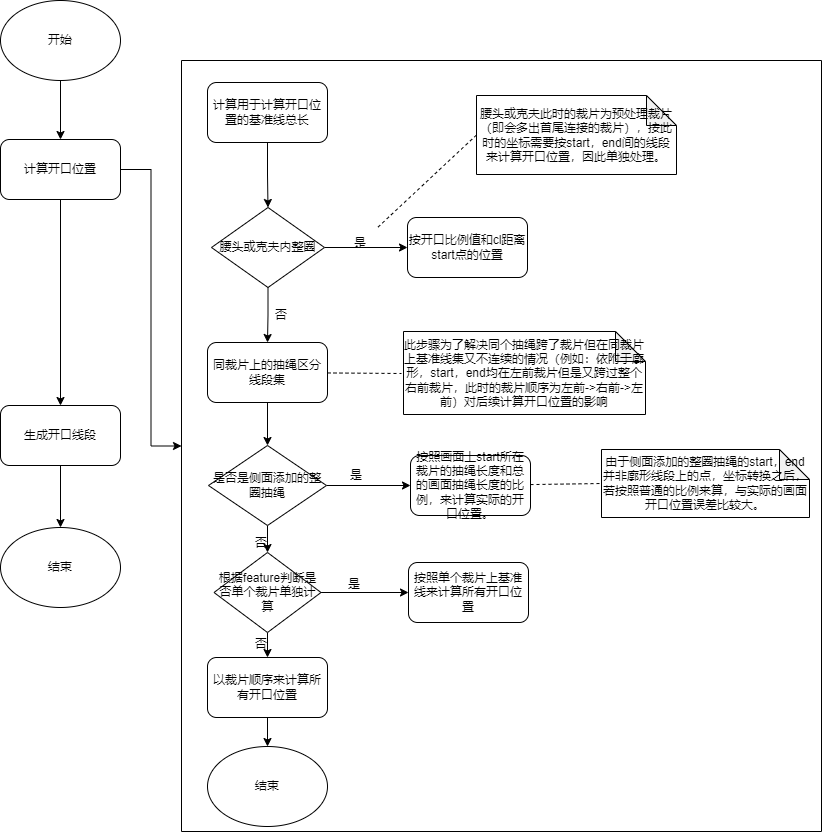 开始
计算开口位置
生成开口线段
结束
计算用于计算开口位
置的基准线总长
腰头或克夫此时的裁片为预处理裁片
（即会多出首尾连接的裁片），按此
时的坐标需要按start，end间的线段
来计算开口位置，因此单独处理。
腰头或克夫内整圈
是
按开口比例值和cl距离
start点的位置
否
同裁片上的抽绳区分
线段集
此步骤为了解决同个抽绳跨了裁片但在同裁片
上基准线集又不连续的情况（例如：依附于廓
形，start，end均在左前裁片但是又跨过整个
右前裁片，此时的裁片顺序为左前->右前->左
前）对后续计算开口位置的影响
是否是侧面添加的整
圈抽绳
是
按照画面上start所在
裁片的抽绳长度和总
的画面抽绳长度的比
例，来计算实际的开
口位置。
由于侧面添加的整圈抽绳的start，end
并非廓形线段上的点，坐标转换之后，
若按照普通的比例来算，与实际的画面
开口位置误差比较大。
否
根据feature判断是
否单个裁片单独计
算
是
按照单个裁片上基准
线来计算所有开口位
置
否
以裁片顺序来计算所
有开口位置
结束